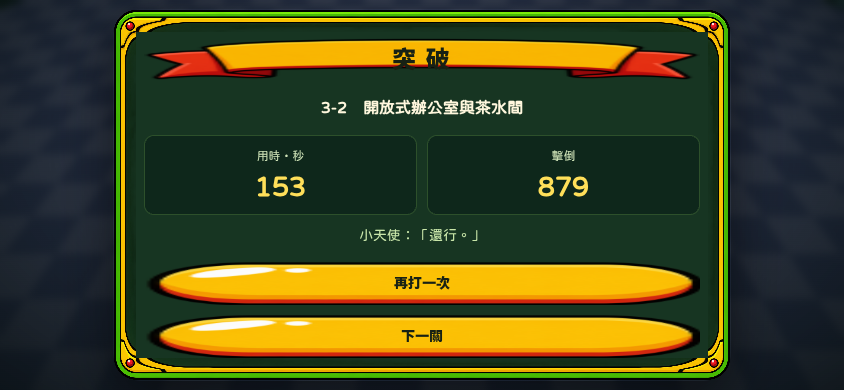 突破
3-2 開放式辦公室與茶水間
用時·秒
153
擊倒
879
小天使：「還行。」
再打一次
下一關